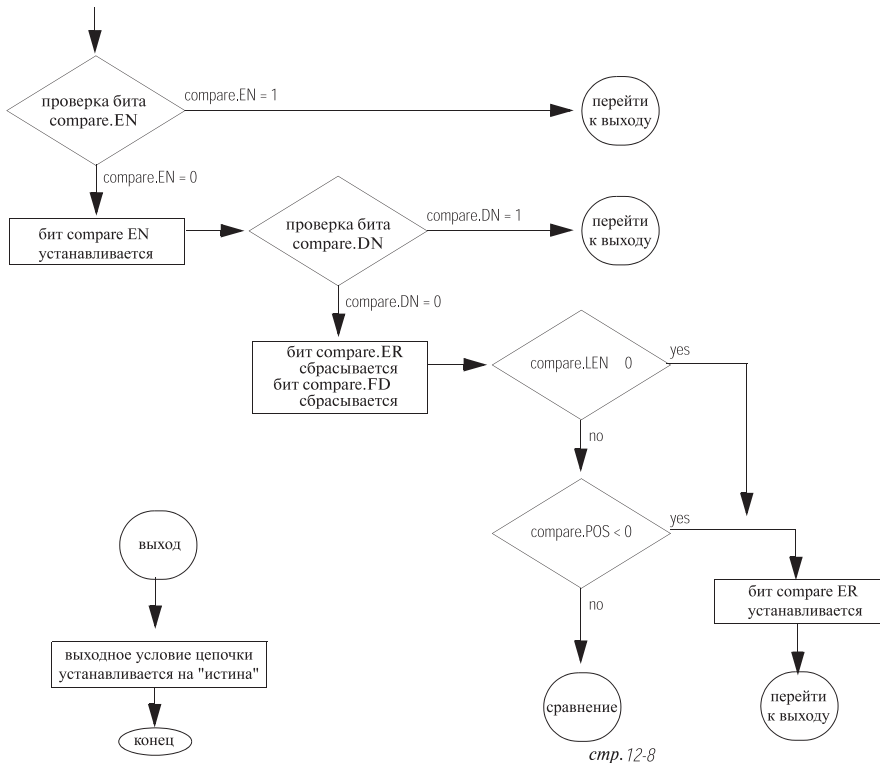 проверка бита
compare.EN
compare.EN = 1
перейти
к выходу
compare.EN = 0
бит compare EN
устанавливается
проверка бита
compare.DN
compare.DN = 1
перейти
к выходу
compare.DN = 0
бит compare.ER
сбрасывается
бит compare.FD
сбрасывается
compare.LEN 0
yes
no
compare.POS < 0
yes
no
бит compare ER
устанавливается
выход
выходное условие цепочки
устанавливается на "истина"
конец
сравнение
перейти
к выходу
стр. 12-8